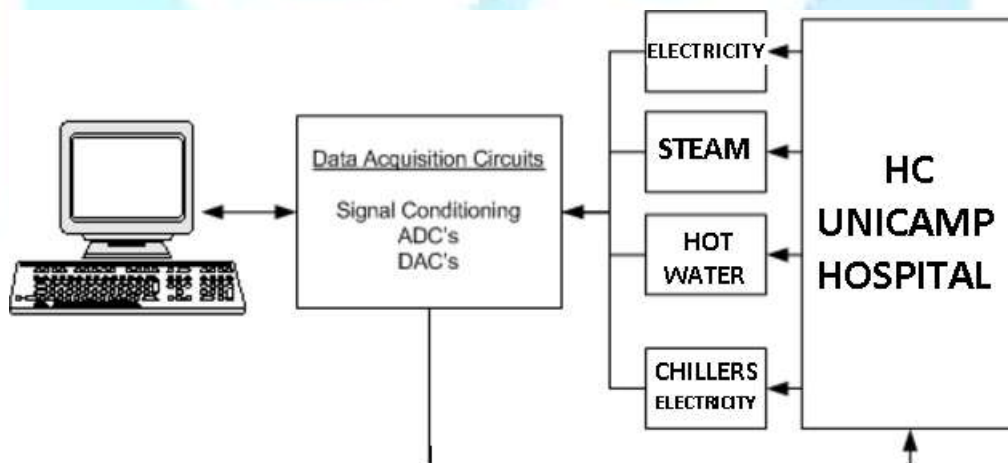 ELECTRICITY
STEAM
HOT
WATER
CHILLERS
ELECTRICITY
Data Acquisition Circuits
Signal Conditioning
ADC's
DAC's
HC
UNICAMP
HOSPITAL